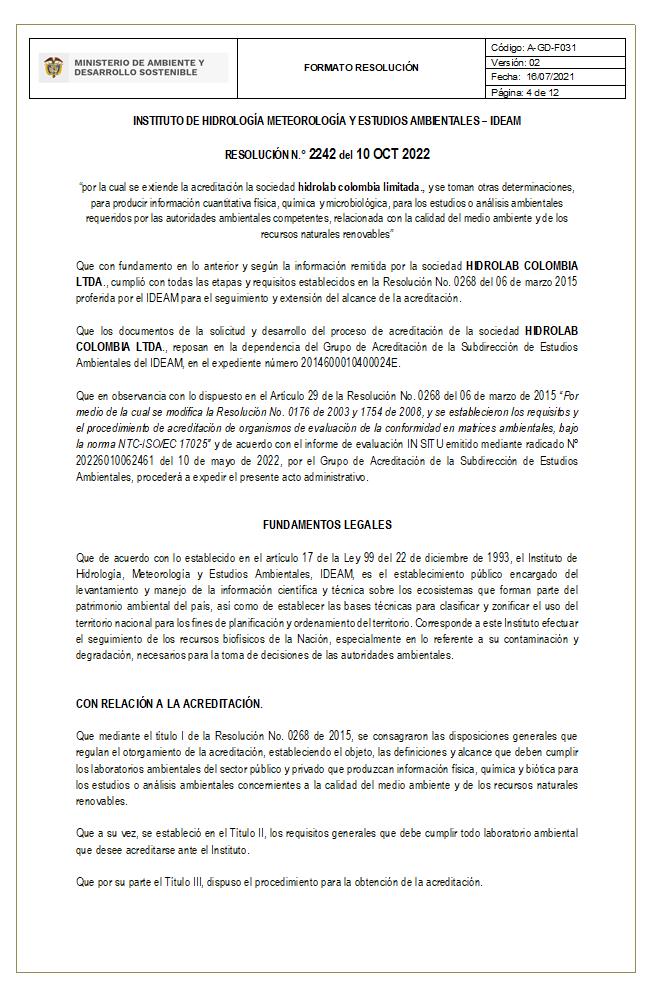 MINISTERIO DE AMBIENTE Y
DESARROLLO SOSTENIBLE
FORMATO RESOLUCIÓN
Código: A-GD-F031
Versión: 02
Fecha: 16/07/2021
Página: 4 de 12
INSTITUTO DE HIDROLOGÍA METEOROLOGÍA Y ESTUDIOS AMBIENTALES – IDEAM
RESOLUCIÓN N.° 2242 del 10 OCT 2022
“por la cual se extiende la acreditación la sociedad hidrolab colombia limitada., y se toman otras determinaciones,
para producir información cuantitativa física, química y microbiológica, para los estudios o análisis ambientales
requeridos por las autoridades ambientales competentes, relacionada con la calidad del medio ambiente y de los
recursos naturales renovables”
Que con fundamento en lo anterior y según la información remitida por la sociedad HIDROLAB COLOMBIA
LTDA., cumplió con todas las etapas y requisitos establecidos en la Resolución No. 0268 del 06 de marzo 2015
proferida por el IDEAM para el seguimiento y extensión del alcance de la acreditación.
Que los documentos de la solicitud y desarrollo del proceso de acreditación de la sociedad HIDROLAB
COLOMBIA LTDA., reposan en la dependencia del Grupo de Acreditación de la Subdirección de Estudios
Ambientales del IDEAM, en el expediente número 2014600010400024E.
Que en observancia con lo dispuesto en el Artículo 29 de la Resolución No. 0268 del 06 de marzo de 2015 “Por
medio de la cual se modifica la Resolución No. 0176 de 2003 y 1754 de 2008, y se establecieron los requisitos y
el procedimiento de acreditación de organismos de evaluación de la conformidad en matrices ambientales, bajo
la norma NTC-ISO/IEC 17025” y de acuerdo con el informe de evaluación IN SITU emitido mediante radicado Nº
20226010062461 del 10 de mayo de 2022, por el Grupo de Acreditación de la Subdirección de Estudios
Ambientales, procederá a expedir el presente acto administrativo.
FUNDAMENTOS LEGALES
Que de acuerdo con lo establecido en el artículo 17 de la Ley 99 del 22 de diciembre de 1993, el Instituto de
Hidrología, Meteorología y Estudios Ambientales, IDEAM, es el establecimiento público encargado del
levantamiento y manejo de la información científica y técnica sobre los ecosistemas que forman parte del
patrimonio ambiental del país, así como de establecer las bases técnicas para clasificar y zonificar el uso del
territorio nacional para los fines de planificación y ordenamiento del territorio. Corresponde a este Instituto efectuar
el seguimiento de los recursos biofísicos de la Nación, especialmente en lo referente a su contaminación y
degradación, necesarios para la toma de decisiones de las autoridades ambientales.
CON RELACIÓN A LA ACREDITACIÓN.
Que mediante el título I de la Resolución No. 0268 de 2015, se consagraron las disposiciones generales que
regulan el otorgamiento de la acreditación, estableciendo el objeto, las definiciones y alcance que deben cumplir
los laboratorios ambientales del sector público y privado que produzcan información física, química y biótica para
los estudios o análisis ambientales concernientes a la calidad del medio ambiente y de los recursos naturales
renovables.
Que a su vez, se estableció en el Título II, los requisitos generales que debe cumplir todo laboratorio ambiental
que desee acreditarse ante el Instituto.
Que por su parte el Título III, dispuso el procedimiento para la obtención de la acreditación.